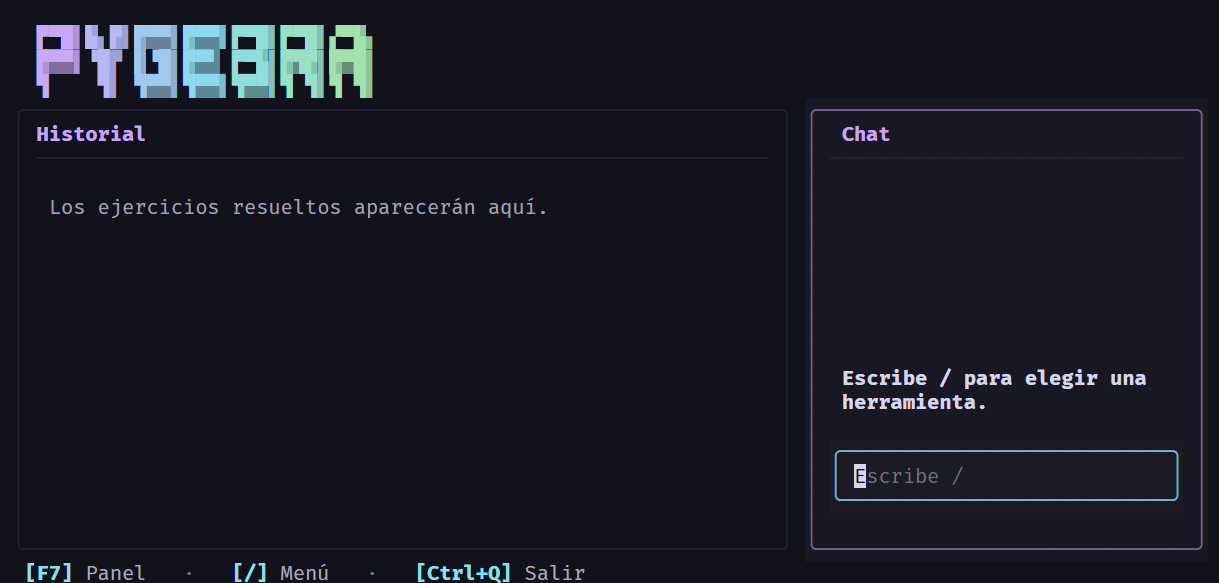 PYGEBRA
Historial
Los ejercicios resueltos aparecerán aquí.
Chat
Escribe / para elegir una
herramienta.
Escribe /
[F7] Panel · [/] Menú · [Ctrl+Q] Salir